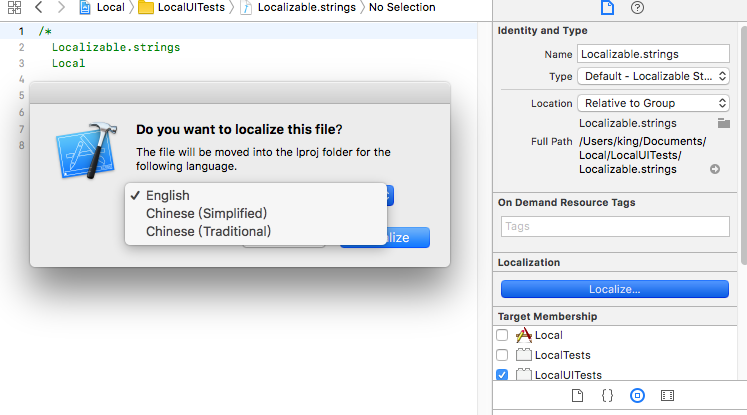 Local
LocalUITests
Localizable.strings
No Selection
1 /*
2 Localizable.strings
3 Local
4
5
6
7
8
Do you want to localize this file?
The file will be moved into the lproj folder for the
following language.
✓ English
Chinese (Simplified)
Chinese (Traditional)
Identity and Type
Name Localizable.strings
Type Default - Localizable St...
Location Relative to Group
Localizable.strings
Full Path /Users/king/Documents/
Local/LocalUITests/
Localizable.strings
On Demand Resource Tags
Tags
Localization
Localize...
Target Membership
Local
LocalTests
LocalUITests
{ }